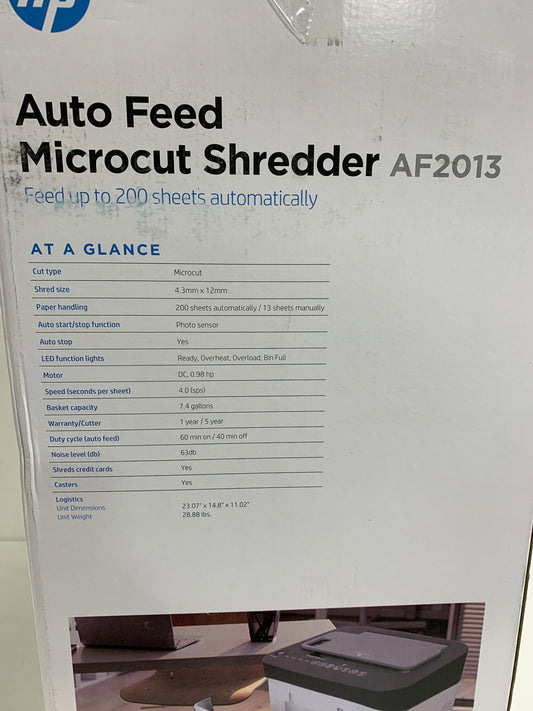 hp
Auto Feed
Microcut Shredder AF2013
Feed up to 200 sheets automatically
AT A GLANCE
Cut type Microcut
Shred size 4.3mm x 12mm
Paper handling 200 sheets automatically / 13 sheets manually
Auto start/stop function Photo sensor
Auto stop Yes
LED function lights Ready, Overheat, Overload, Bin Full
Motor DC, 0.98 hp
Speed (seconds per sheet) 4.0 (sps)
Basket capacity 7.4 gallons
Warranty/Cutter 1 year / 5 year
Duty cycle (auto feed) 60 min on / 40 min off
Noise level (db) 63db
Shreds credit cards Yes
Casters Yes
Logistics
Unit Dimensions 23.07" x 14.8" x 11.02"
Unit Weight 28.88 lbs.